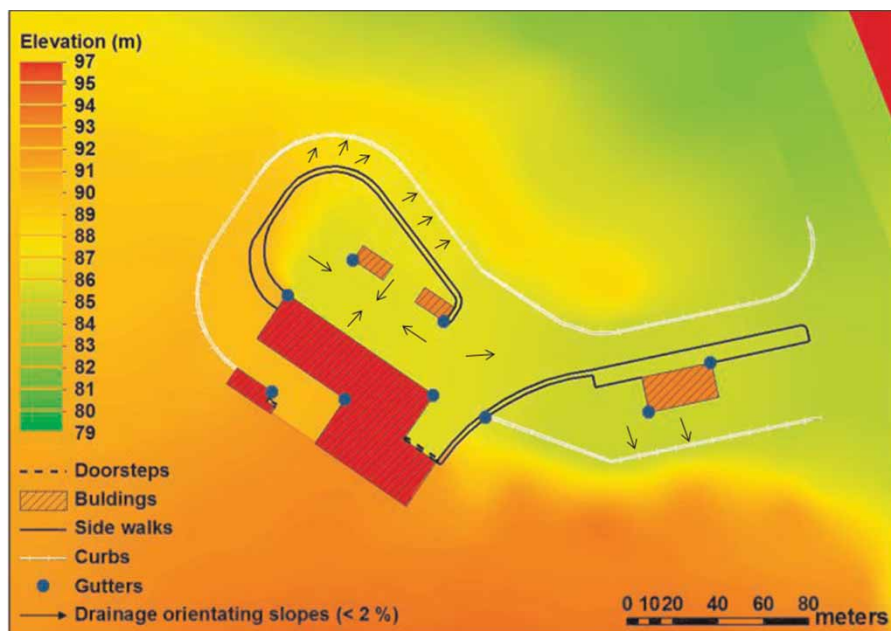 Elevation (m)
97
95
94
93
92
91
90
89
88
87
86
85
84
83
82
81
80
79
Doorsteps
Buldings
Side walks
Curbs
Gutters
Drainage orientating slopes (< 2 %)
0 10 20 40 60 80 meters